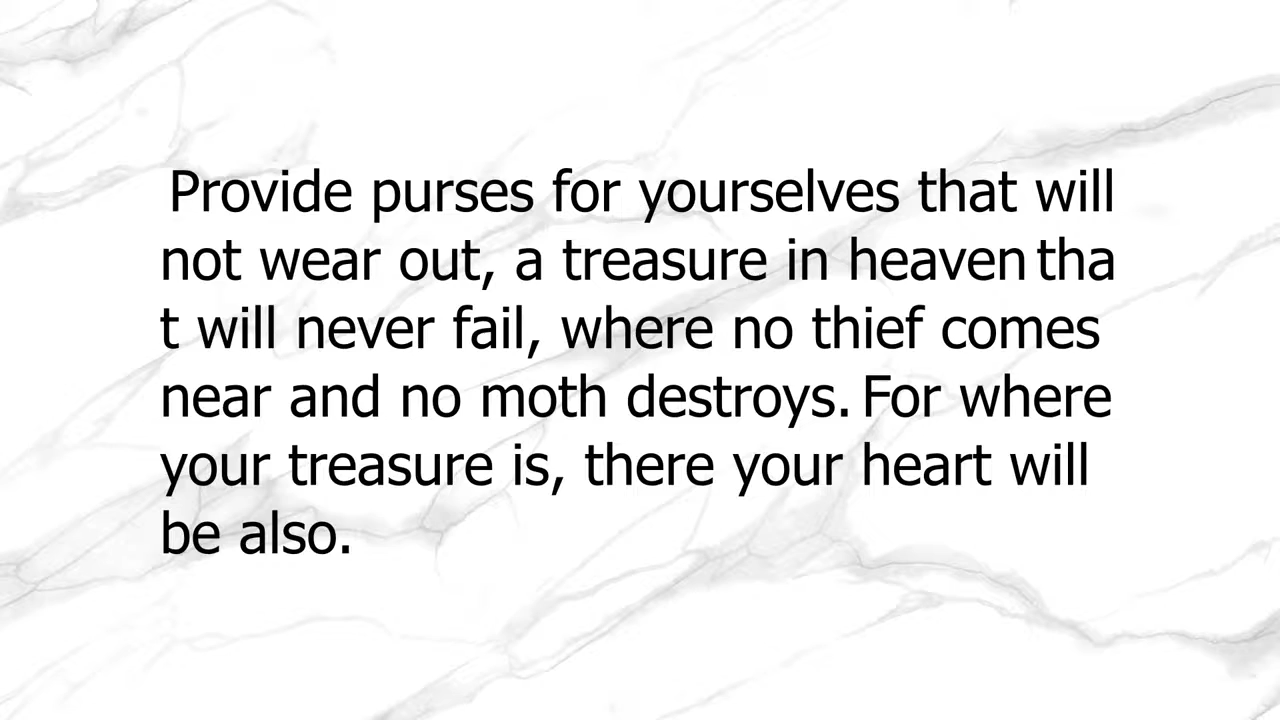 Provide purses for yourselves that will
not wear out, a treasure in heaven tha
t will never fail, where no thief comes
near and no moth destroys. For where
your treasure is, there your heart will
be also.